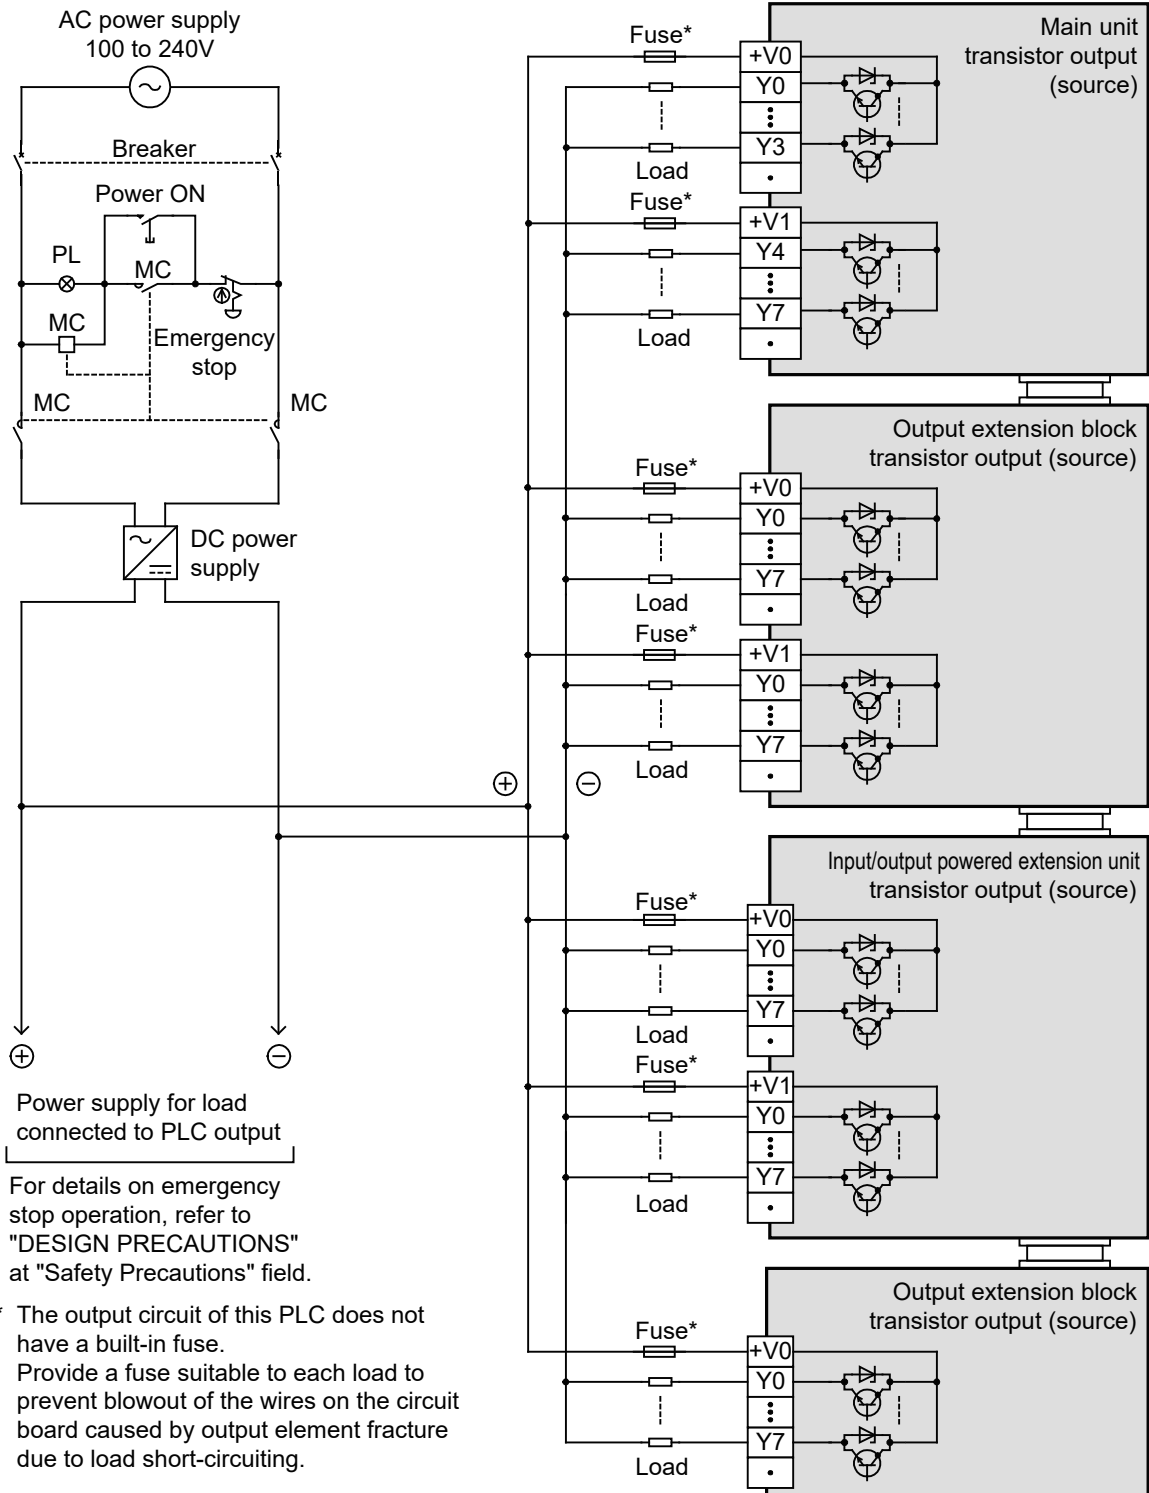 AC power supply
100 to 240V
Breaker
Power ON
PL
MC
MC
Emergency
stop
MC
MC
DC power
supply
Power supply for load
connected to PLC output
For details on emergency
stop operation, refer to
"DESIGN PRECAUTIONS"
at "Safety Precautions" field.
* The output circuit of this PLC does not
have a built-in fuse.
Provide a fuse suitable to each load to
prevent blowout of the wires on the circuit
board caused by output element fracture
due to load short-circuiting.
Main unit
transistor output
(source)
Fuse*
+V0
Y0
Y3
Load
Fuse*
+V1
Y4
Y7
Load
Output extension block
transistor output (source)
Fuse*
+V0
Y0
Y7
Load
Fuse*
+V1
Y0
Y7
Load
Input/output powered extension unit
transistor output (source)
Fuse*
+V0
Y0
Y7
Load
Fuse*
+V1
Y0
Y7
Load
Output extension block
transistor output (source)
Fuse*
+V0
Y0
Y7
Load